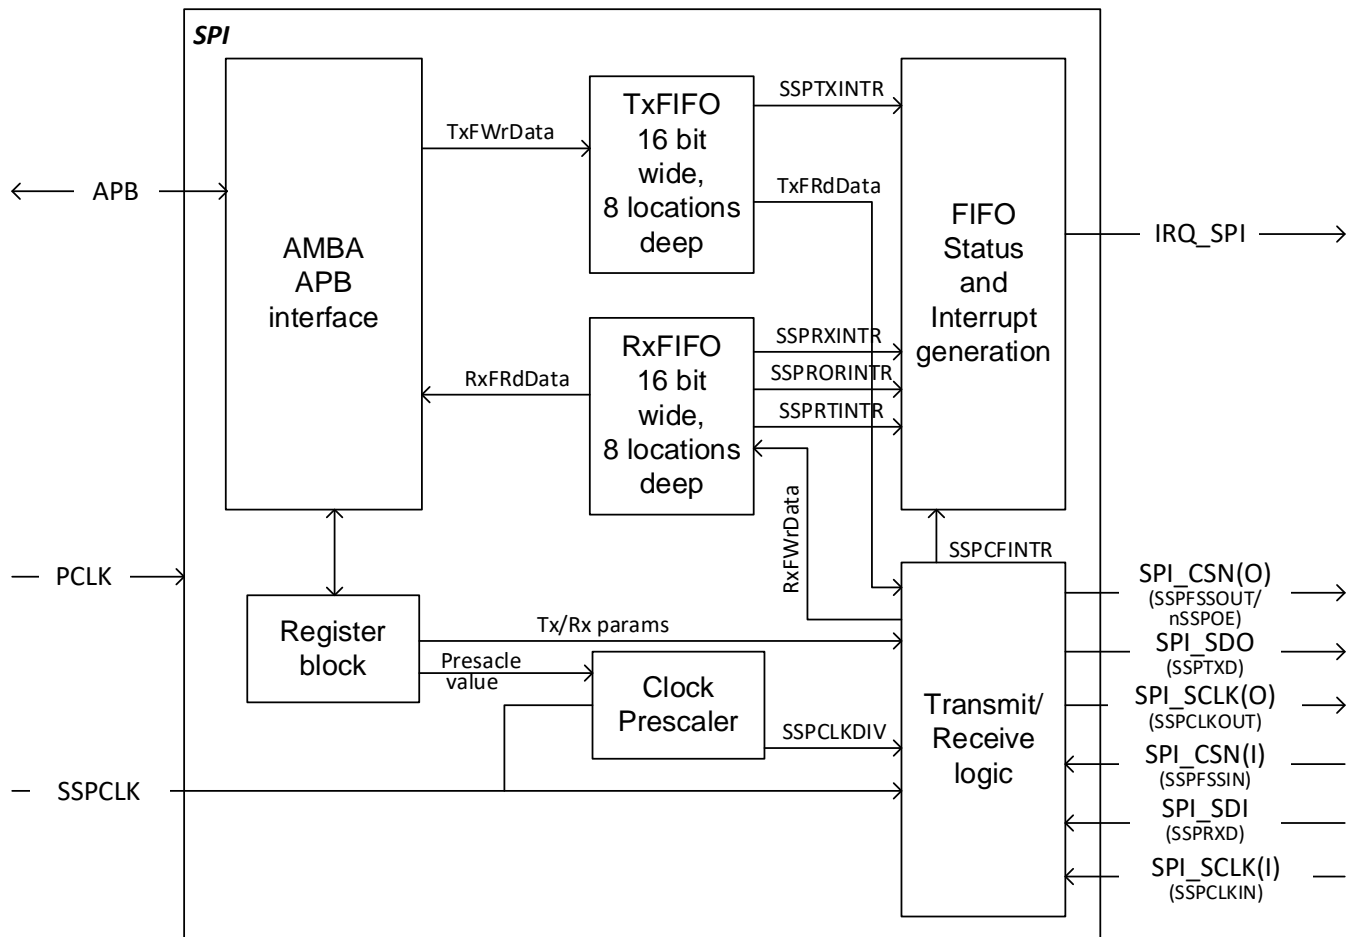 SPI
AMBA
APB
interface
TxFWrData
RxFRdData
TxFIFO
16 bit
wide,
8 locations
deep
RxFIFO
16 bit
wide,
8 locations
deep
SSPTXINTR
TxFRdData
SSPRXINTR
SSPRORINTR
SSPRTINTR
RxFWrData
FIFO
Status
and
Interrupt
generation
SSPCFINTR
APB
PCLK
SSPCLK
Register
block
Tx/Rx params
Presacle
value
Clock
Prescaler
SSPCLKDIV
Transmit/
Receive
logic
IRQ_SPI
SPI_CSN(O)
(SSPFSSOUT/
nSSPOE)
SPI_SDO
(SSPTXD)
SPI_SCLK(O)
(SSPCLKOUT)
SPI_CSN(I)
(SSPFSSIN)
SPI_SDI
(SSPRXD)
SPI_SCLK(I)
(SSPCLKIN)